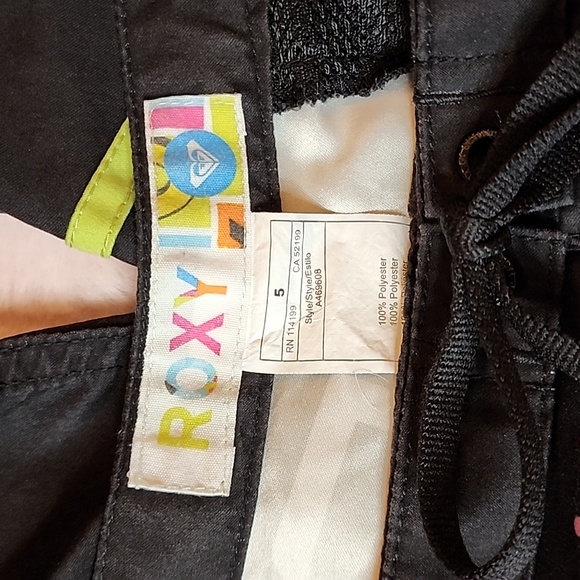 ROXY
5
RN 114199 CA 52199
Style/Style/Estilo
A469608
100% Polyester
100% Polyester